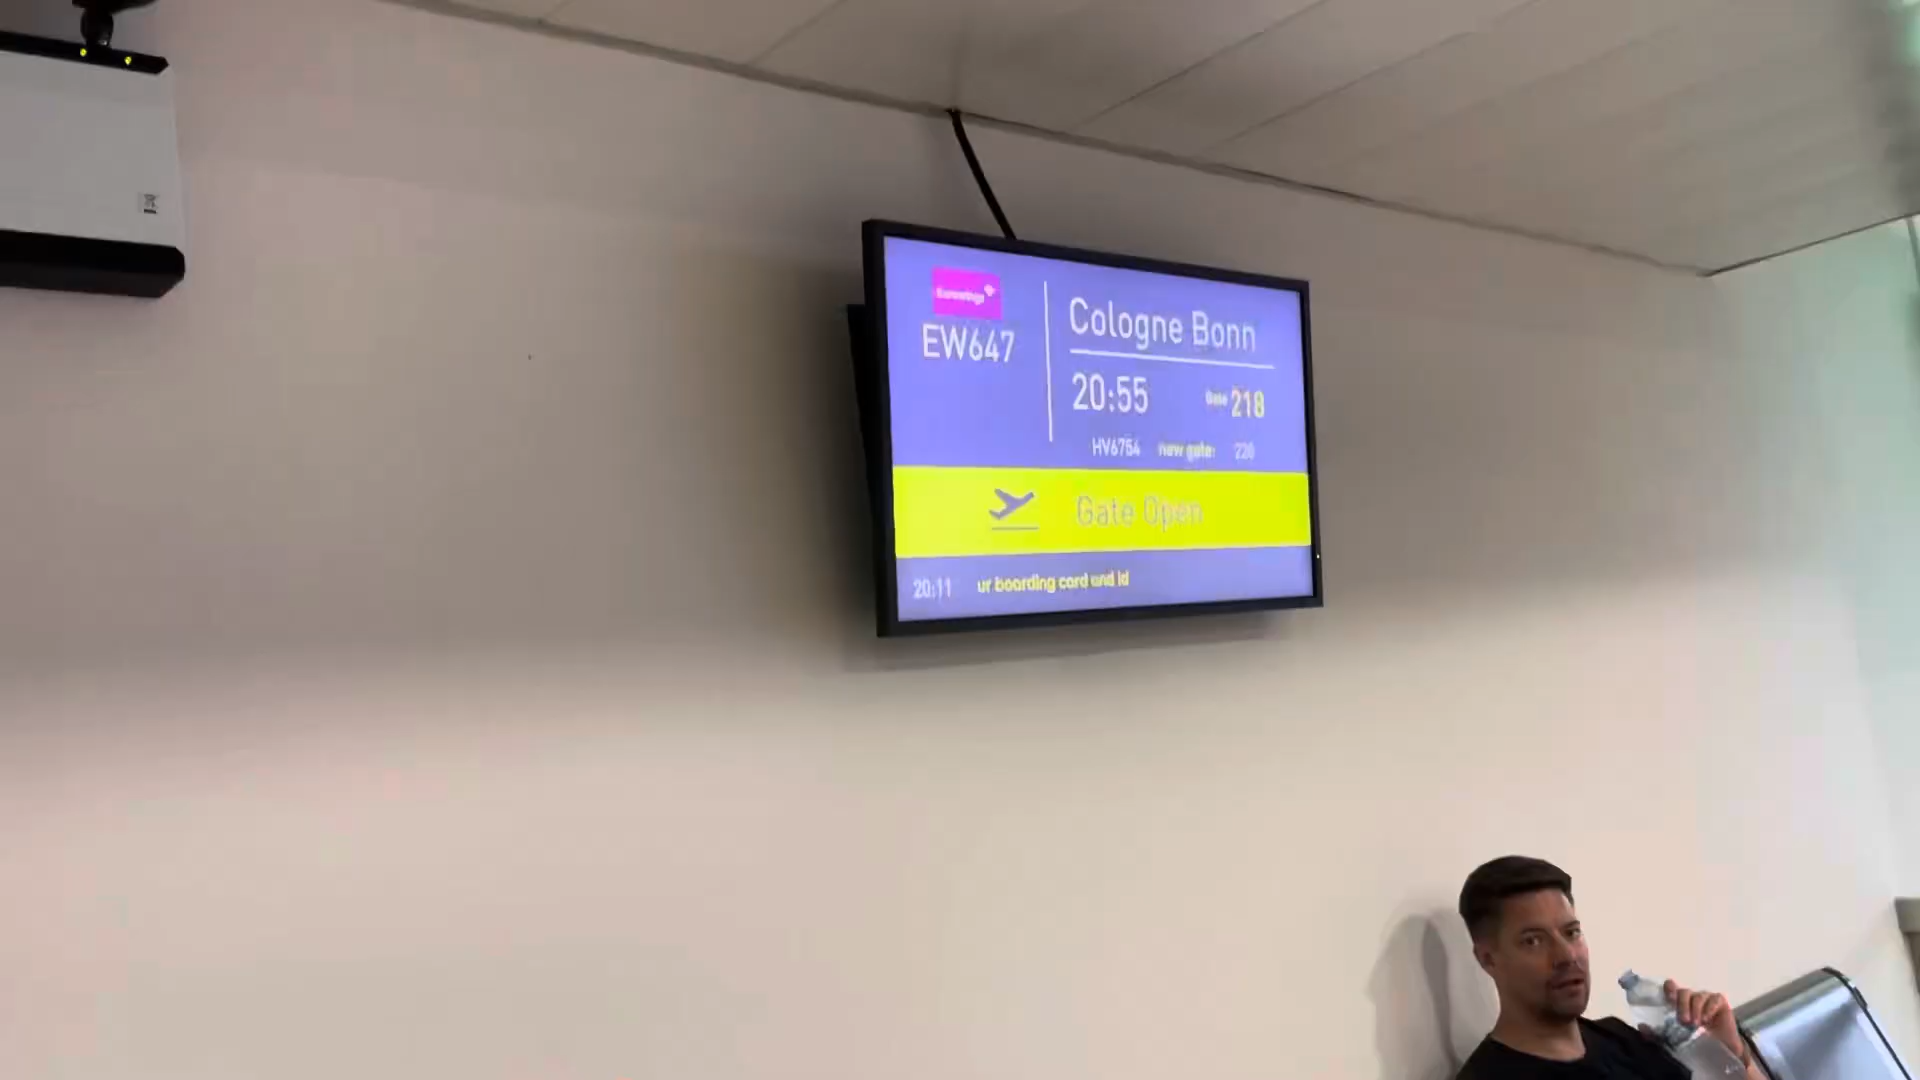 Eurowings
EW647
Cologne Bonn
20:55
Gate 218
HV6754 new gate: 220
Gate Open
20:11 ur boarding card and id